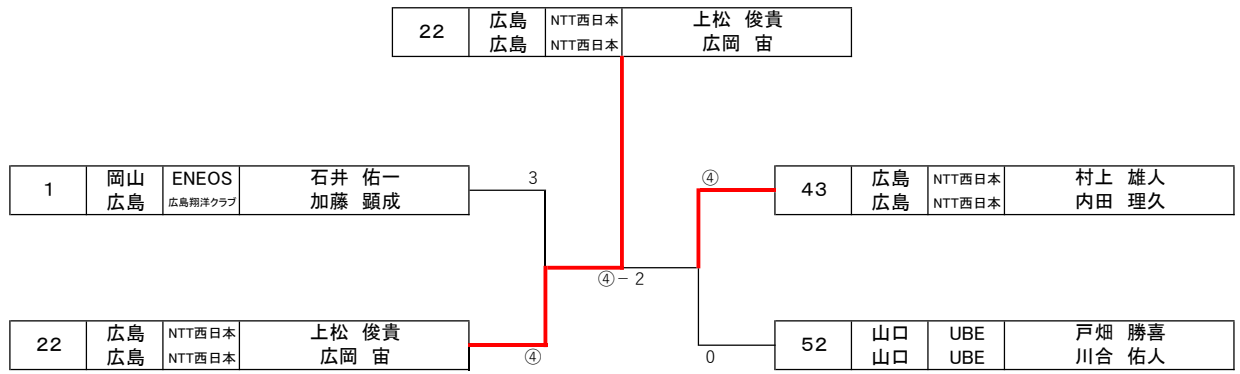 22 広島 NTT西日本 上松 俊貴
広島 NTT西日本 広岡 宙
1 岡山 ENEOS 石井 佑一
広島 広島翔洋クラブ 加藤 顕成
3
④
43 広島 NTT西日本 村上 雄人
広島 NTT西日本 内田 理久
④－2
22 広島 NTT西日本 上松 俊貴
広島 NTT西日本 広岡 宙
④
0
52 山口 UBE 戸畑 勝喜
山口 UBE 川合 佑人